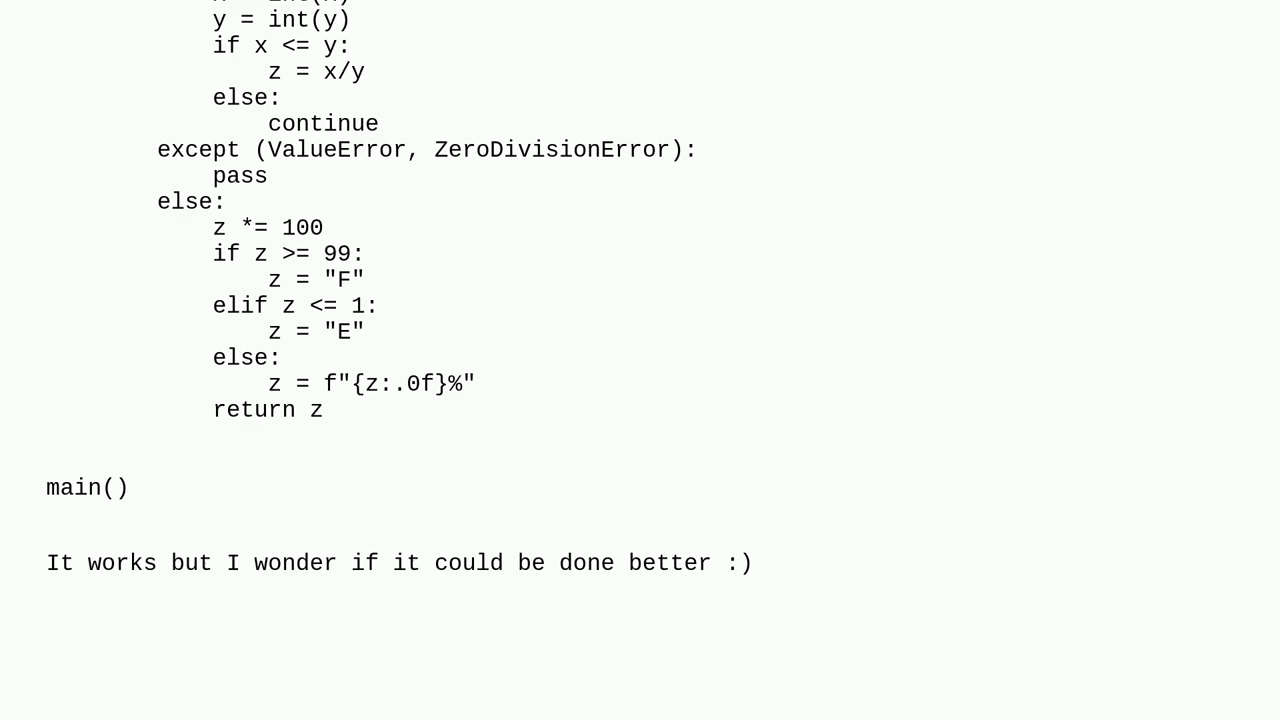 y = int(y)
if x <= y:
z = x/y
else:
continue
except (ValueError, ZeroDivisionError):
pass
else:
z *= 100
if z >= 99:
z = "F"
elif z <= 1:
z = "E"
else:
z = f"{z:.0f}%"
return z
main()
It works but I wonder if it could be done better :)